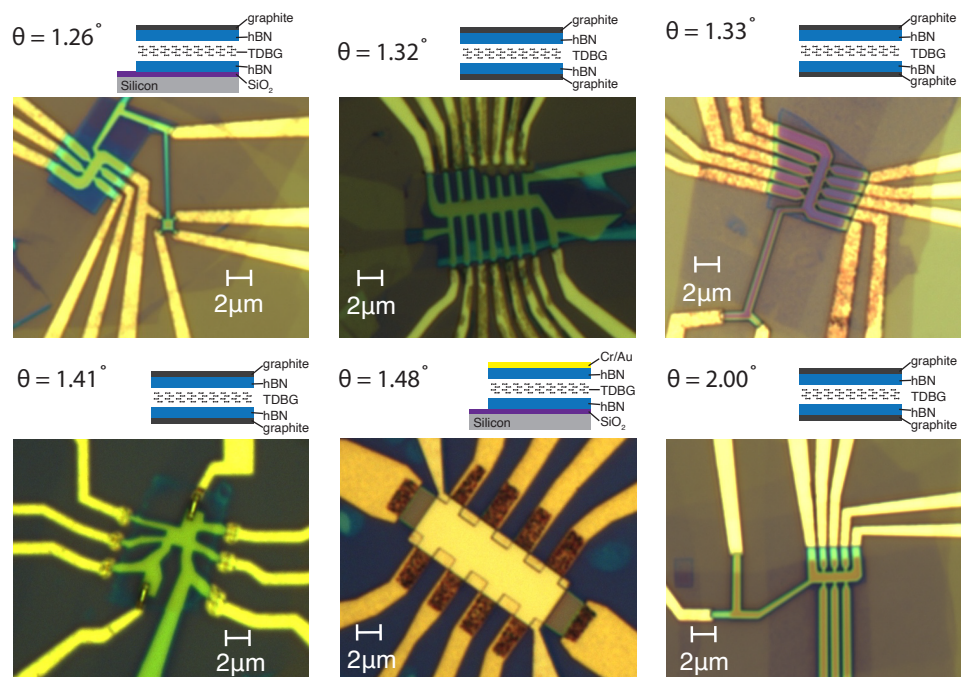 θ = 1.26°
graphite
hBN
TDBG
hBN
SiO₂
Silicon
2μm
θ = 1.32°
graphite
hBN
TDBG
hBN
graphite
2μm
θ = 1.33°
graphite
hBN
TDBG
hBN
graphite
2μm
θ = 1.41°
graphite
hBN
TDBG
hBN
graphite
2μm
θ = 1.48°
Cr/Au
hBN
TDBG
hBN
SiO₂
Silicon
2μm
θ = 2.00°
graphite
hBN
TDBG
hBN
graphite
2μm